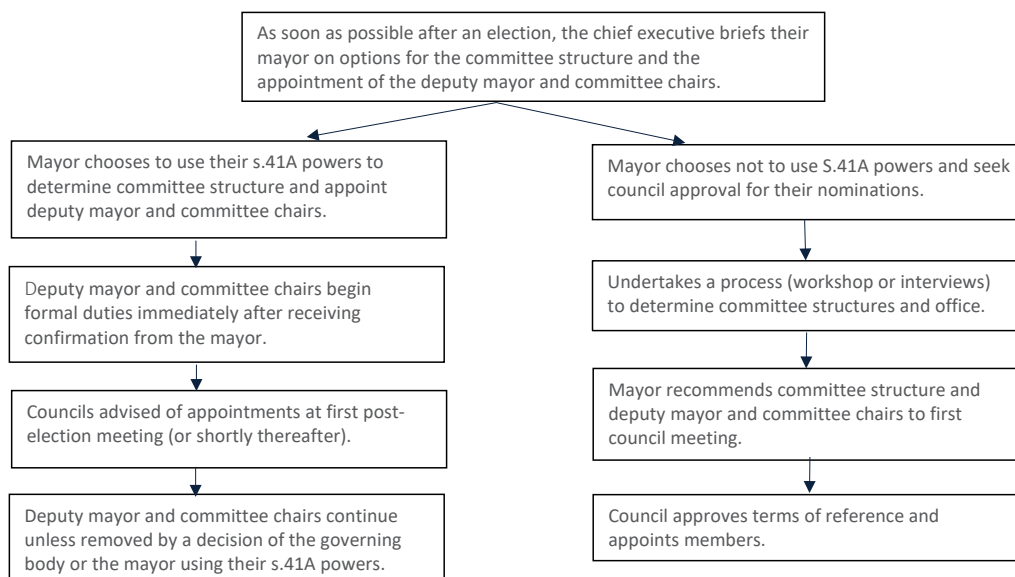 As soon as possible after an election, the chief executive briefs their
mayor on options for the committee structure and the
appointment of the deputy mayor and committee chairs.
Mayor chooses to use their s.41A powers to
determine committee structure and appoint
deputy mayor and committee chairs.
Deputy mayor and committee chairs begin
formal duties immediately after receiving
confirmation from the mayor.
Councils advised of appointments at first post-
election meeting (or shortly thereafter).
Deputy mayor and committee chairs continue
unless removed by a decision of the governing
body or the mayor using their s.41A powers.
Mayor chooses not to use S.41A powers and seek
council approval for their nominations.
Undertakes a process (workshop or interviews)
to determine committee structures and office.
Mayor recommends committee structure and
deputy mayor and committee chairs to first
council meeting.
Council approves terms of reference and
appoints members.